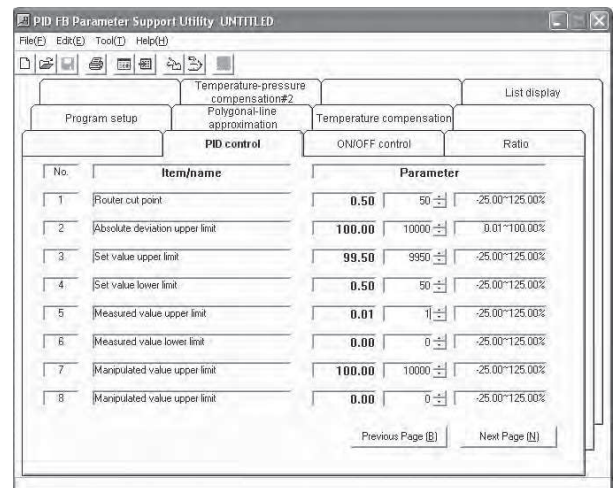 PID FB Parameter Support Utility UNTITLED
File(F) Edit(E) Tool(T) Help(H)
Temperature-pressure compensation#2
List display
Program setup
Polygonal-line approximation
Temperature compensation
PID control
ON/OFF control
Ratio
No. Item/name Parameter
1 Router cut point 0.50 50 -25.00~125.00%
2 Absolute deviation upper limit 100.00 10000 0.01~100.00%
3 Set value upper limit 99.50 9950 -25.00~125.00%
4 Set value lower limit 0.50 50 -25.00~125.00%
5 Measured value upper limit 0.01 1 -25.00~125.00%
6 Measured value lower limit 0.00 0 -25.00~125.00%
7 Manipulated value upper limit 100.00 10000 -25.00~125.00%
8 Manipulated value upper limit 0.00 0 -25.00~125.00%
Previous Page (B) Next Page (N)